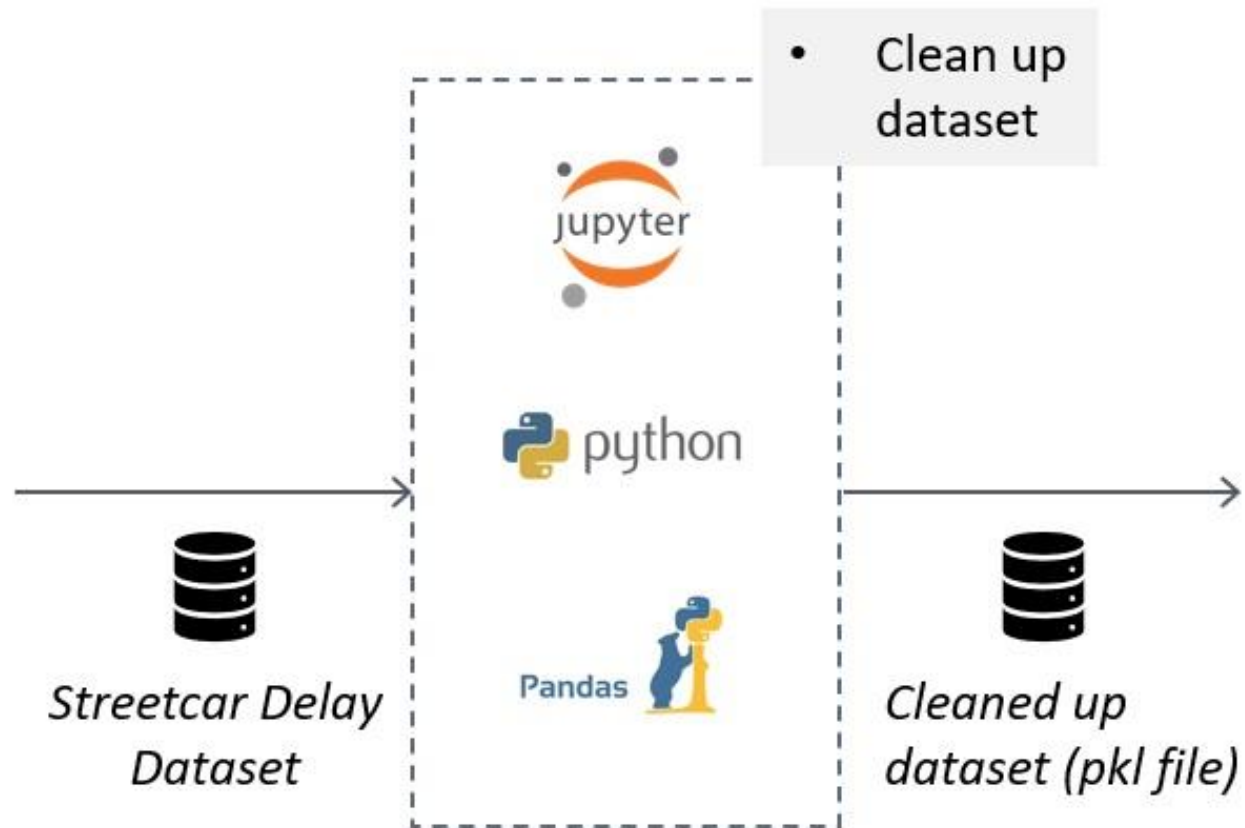 • Clean up
dataset
jupyter
python
Pandas
Streetcar Delay
Dataset
Cleaned up
dataset (pkl file)